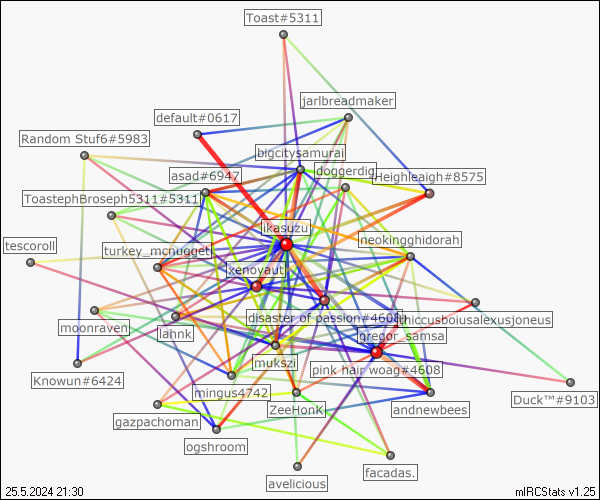 Toast#5311
jarlbreadmaker
default#0617
Random Stuf6#5983
bigcitysamurai
doggerdig
asad#6947
Heighleaigh#8575
ToastephBroseph5311#5311
ikasuzu
neokingghidorah
tescoroll
turkey_mcnugget
xenoyaut
disaster of passion#4608
thiccusboiusalexusjoneus
moonraven
lahnk
gregor_samsa
mukszi
pink hair woag#4608
Knowun#6424
mingus4742
Duck™#9103
ZeeHonk
andnewbees
gazpachoman
ogshroom
facadas.
avelicious
25.5.2024 21:30
mIRCStats v1.25